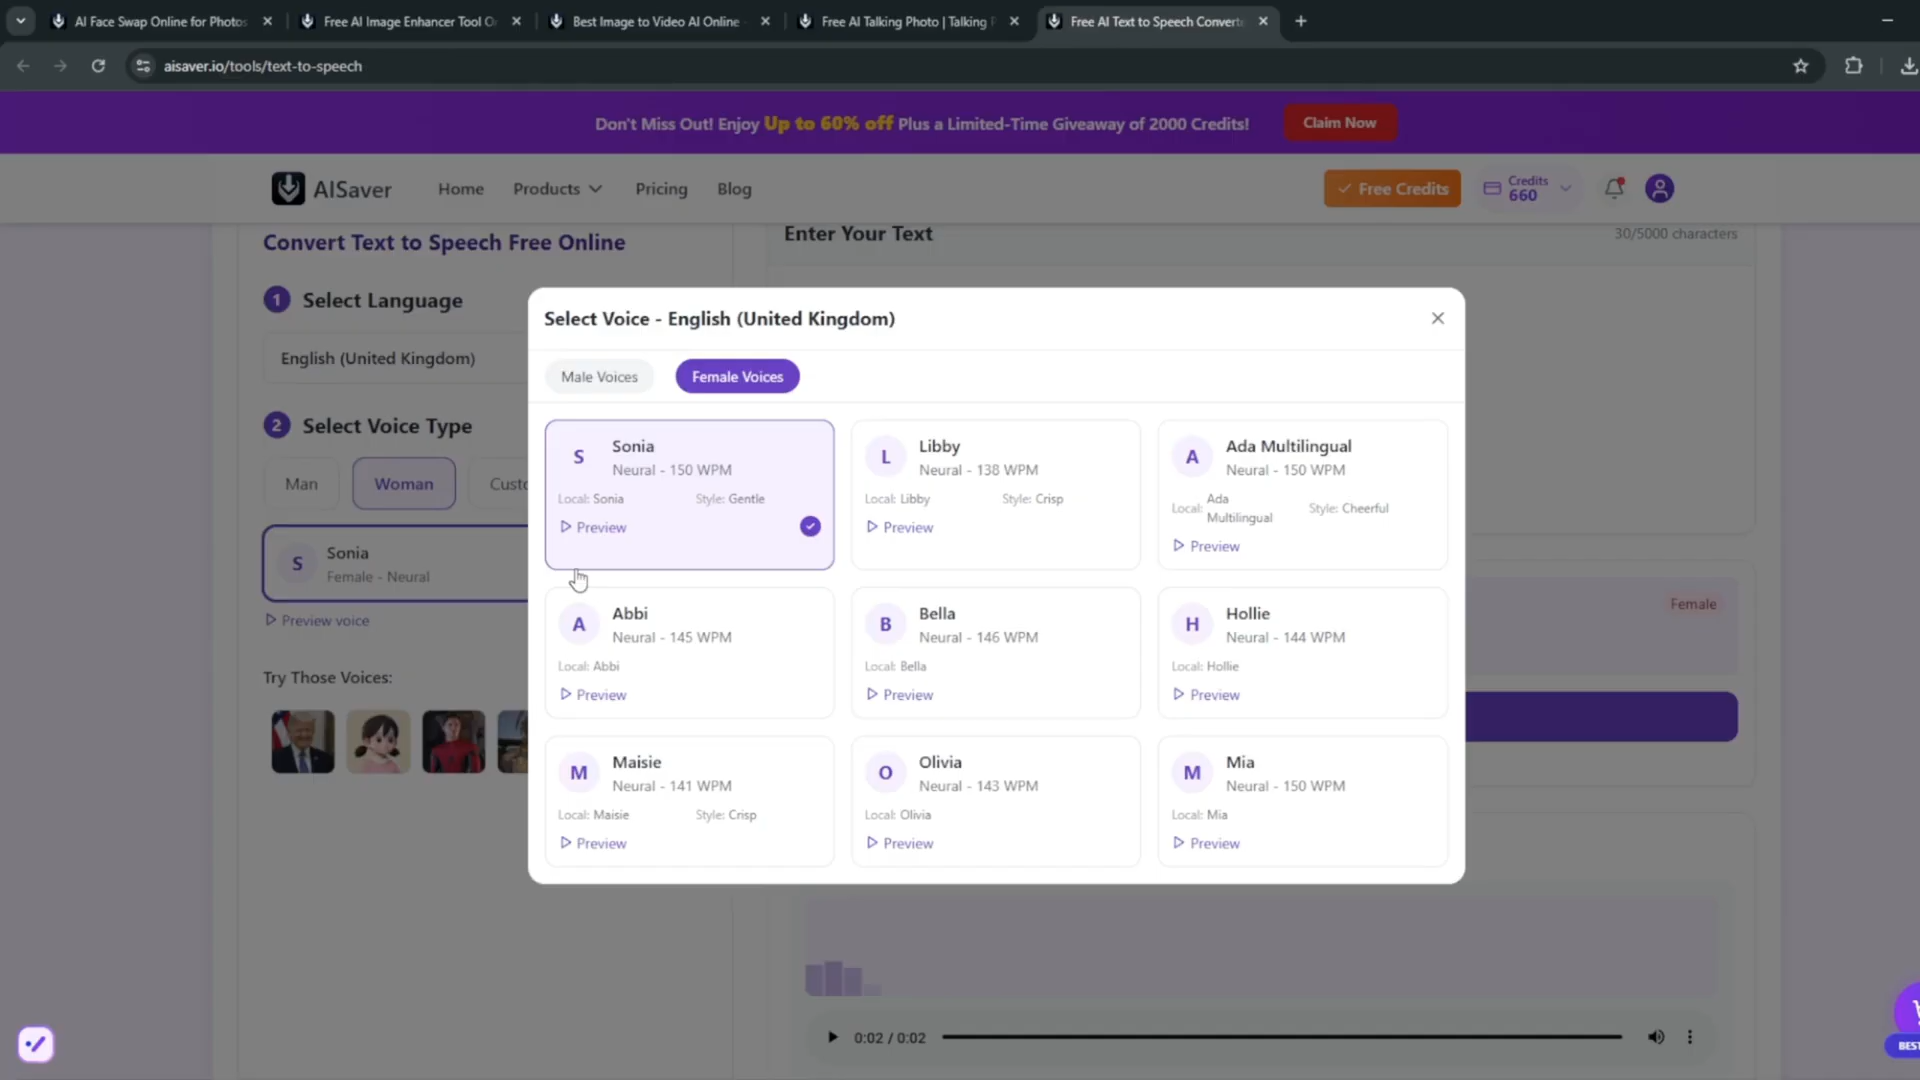 AI Face Swap Online for Photos
Free AI Image Enhancer Tool O
Best Image to Video AI Online
Free AI Talking Photo | Talking P
Free AI Text to Speech Converte
aisaver.io/tools/text-to-speech
Don't Miss Out! Enjoy Up to 60% off Plus a Limited-Time Giveaway of 2000 Credits!
Claim Now
AISaver
Home
Products
Pricing
Blog
Free Credits
Credits
660
Convert Text to Speech Free Online
Enter Your Text
30/5000 characters
1 Select Language
English (United Kingdom)
2 Select Voice Type
Man
Woman
Custo
S
Sonia
Female - Neural
Preview voice
Try Those Voices:
Select Voice - English (United Kingdom)
Male Voices
Female Voices
S
Sonia
Neural - 150 WPM
Local: Sonia
Style: Gentle
Preview
L
Libby
Neural - 138 WPM
Local: Libby
Style: Crisp
Preview
A
Ada Multilingual
Neural - 150 WPM
Local: Ada Multilingual
Style: Cheerful
Preview
A
Abbi
Neural - 145 WPM
Local: Abbi
Preview
B
Bella
Neural - 146 WPM
Local: Bella
Preview
H
Hollie
Neural - 144 WPM
Local: Hollie
Preview
M
Maisie
Neural - 141 WPM
Local: Maisie
Style: Crisp
Preview
O
Olivia
Neural - 143 WPM
Local: Olivia
Preview
M
Mia
Neural - 150 WPM
Local: Mia
Preview
Female
0:02 / 0:02
BEST